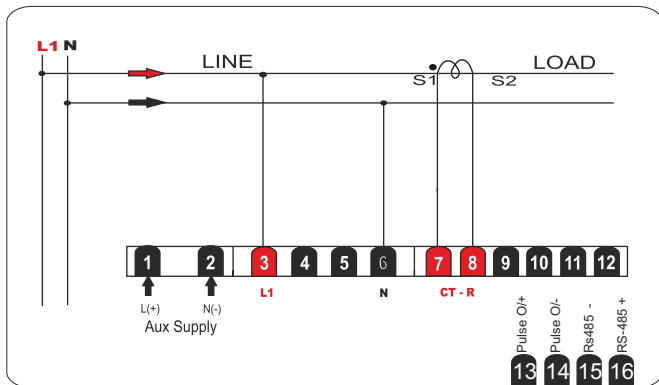 L1 N
LINE
LOAD
S1
S2
1 2 3 4 5 6 7 8 9 10 11 12
L1
N
CT - R
L(+)
N(-)
Aux Supply
Pulse O/+
Pulse O/-
Rs485 -
RS-485 +
13 14 15 16